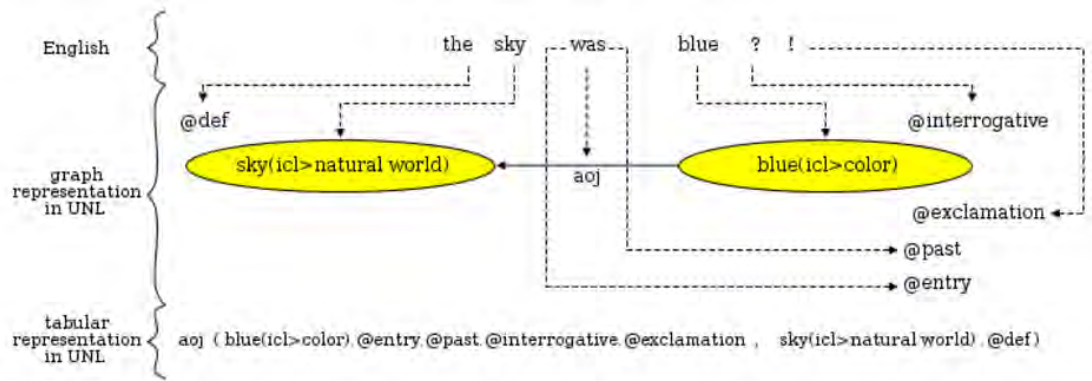 English
the sky was blue ? !
@def
@interrogative
sky(icl>natural world)
aoj
blue(icl>color)
graph
representation
in UNL
@exclamation
@past
@entry
tabular
representation
in UNL
aoj ( blue(icl>color).@entry.@past.@interrogative.@exclamation , sky(icl>natural world).@def )